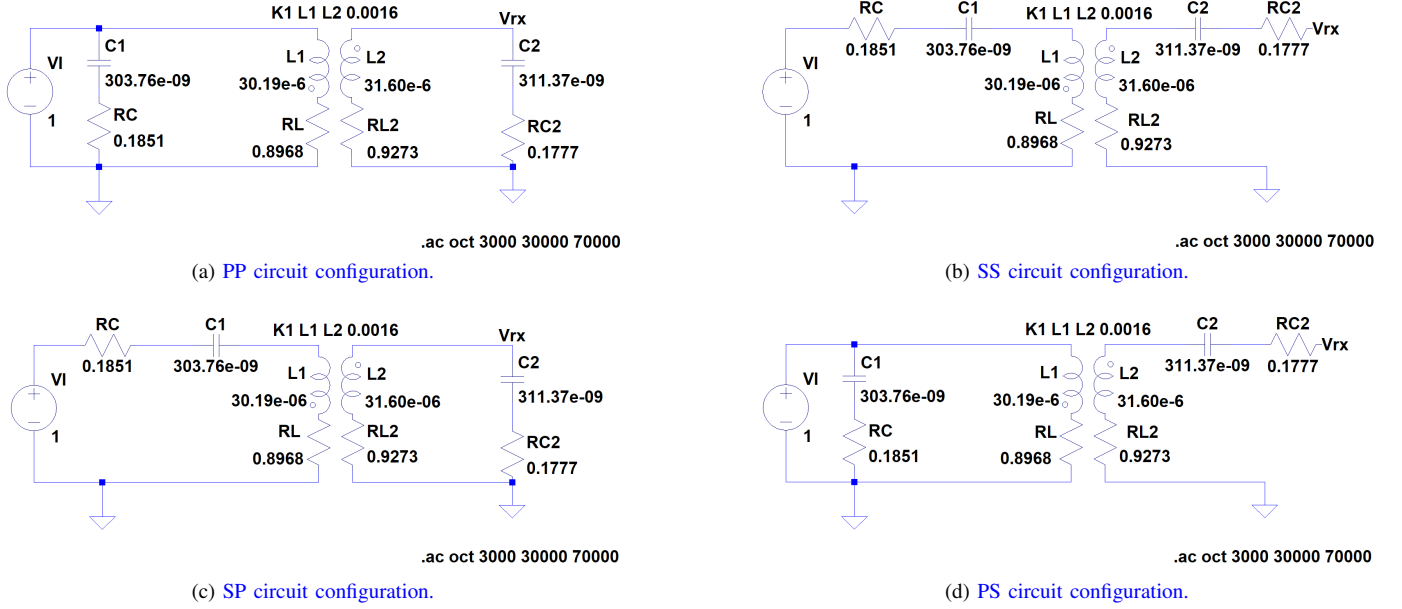 K1 L1 L2 0.0016
Vrx
C1
303.76e-09
VI
1
RC
0.1851
L1
30.19e-6
RL
0.8968
L2
31.60e-6
RL2
0.9273
C2
311.37e-09
RC2
0.1777
.ac oct 3000 30000 70000
(a) PP circuit configuration.
RC
0.1851
C1
303.76e-09
K1 L1 L2 0.0016
C2
311.37e-09
RC2
0.1777
Vrx
VI
1
L1
30.19e-06
RL
0.8968
L2
31.60e-06
RL2
0.9273
.ac oct 3000 30000 70000
(b) SS circuit configuration.
RC
0.1851
C1
303.76e-09
K1 L1 L2 0.0016
Vrx
VI
1
L1
30.19e-06
RL
0.8968
L2
31.60e-06
RL2
0.9273
C2
311.37e-09
RC2
0.1777
.ac oct 3000 30000 70000
(c) SP circuit configuration.
K1 L1 L2 0.0016
C2
311.37e-09
RC2
0.1777
Vrx
VI
1
C1
303.76e-09
RC
0.1851
L1
30.19e-6
RL
0.8968
L2
31.60e-6
RL2
0.9273
.ac oct 3000 30000 70000
(d) PS circuit configuration.